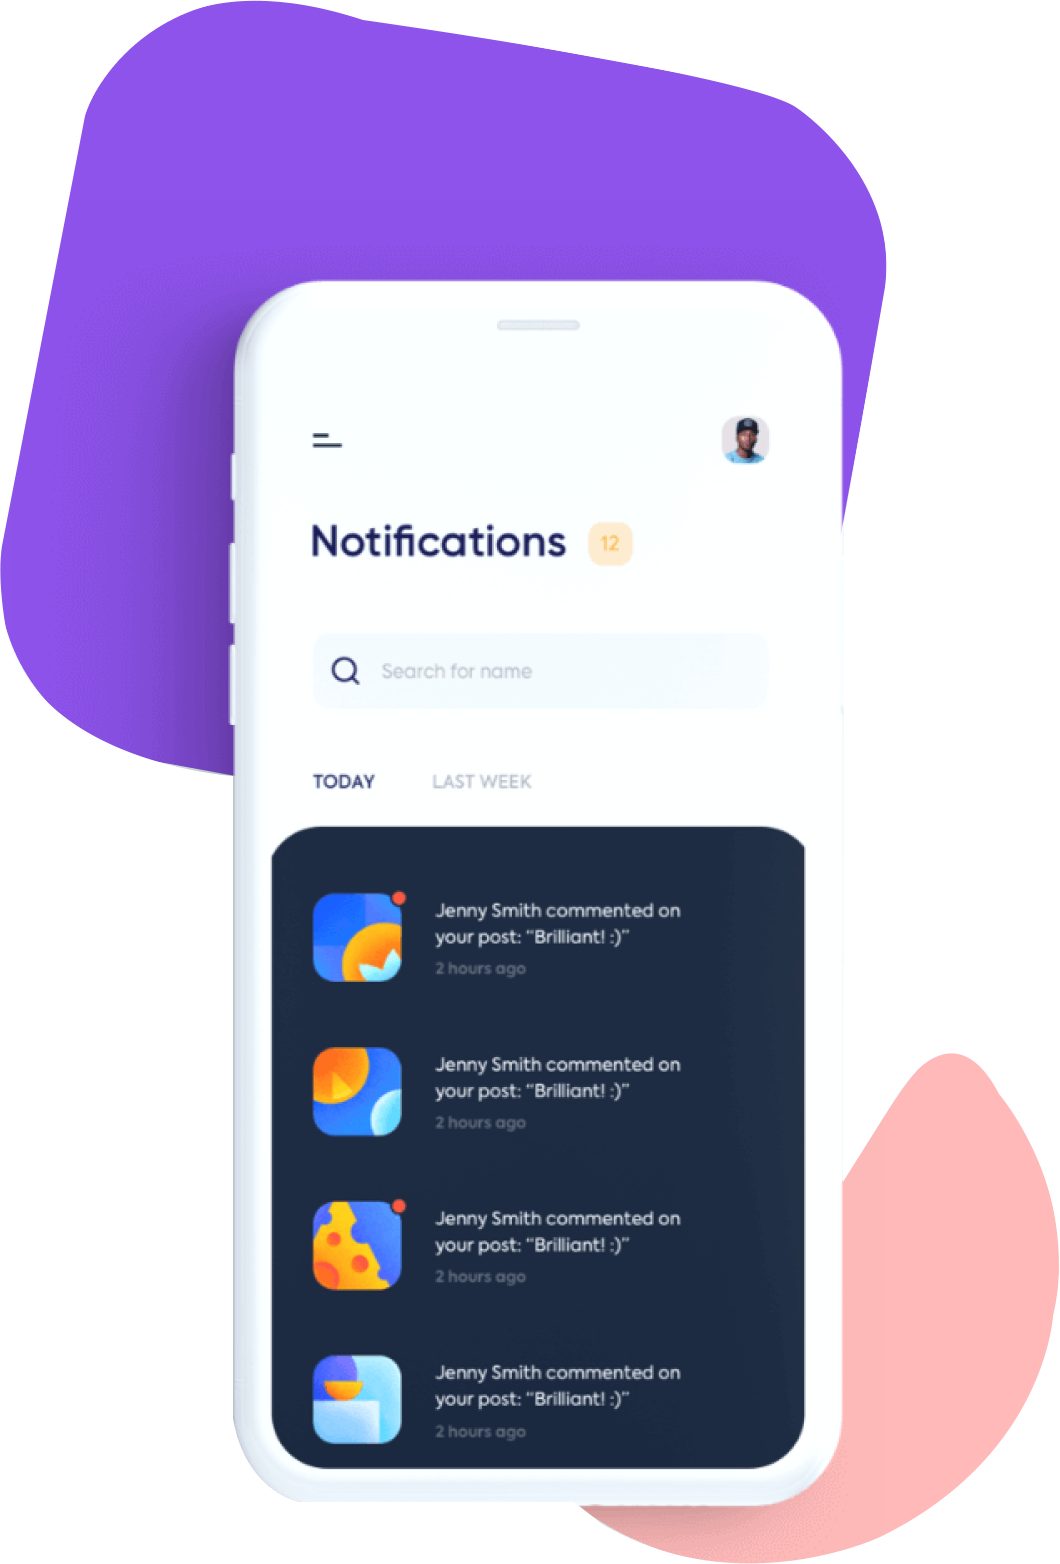 Notifications 12
Search for name
TODAY LAST WEEK
Jenny Smith commented on
your post: “Brilliant! :)”
2 hours ago
Jenny Smith commented on
your post: “Brilliant! :)”
2 hours ago
Jenny Smith commented on
your post: “Brilliant! :)”
2 hours ago
Jenny Smith commented on
your post: “Brilliant! :)”
2 hours ago